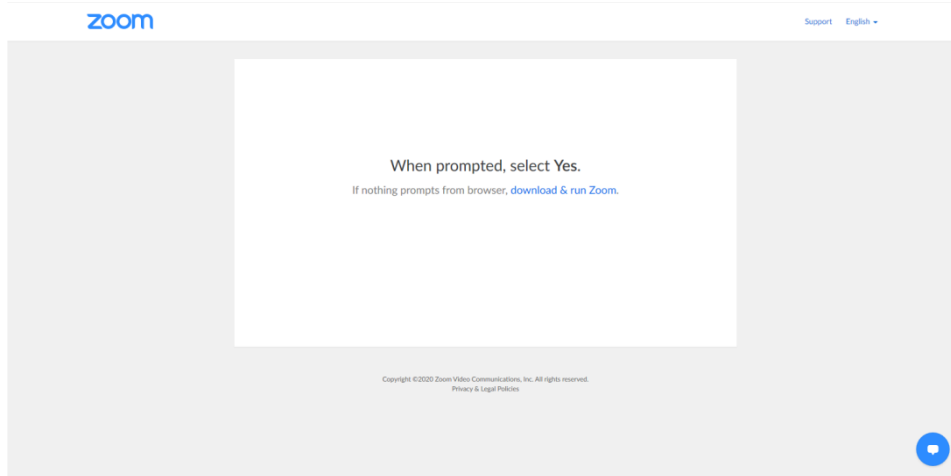 zoom
Support English
When prompted, select Yes.
If nothing prompts from browser, download & run Zoom.
Copyright ©2020 Zoom Video Communications, Inc. All rights reserved.
Privacy & Legal Policies